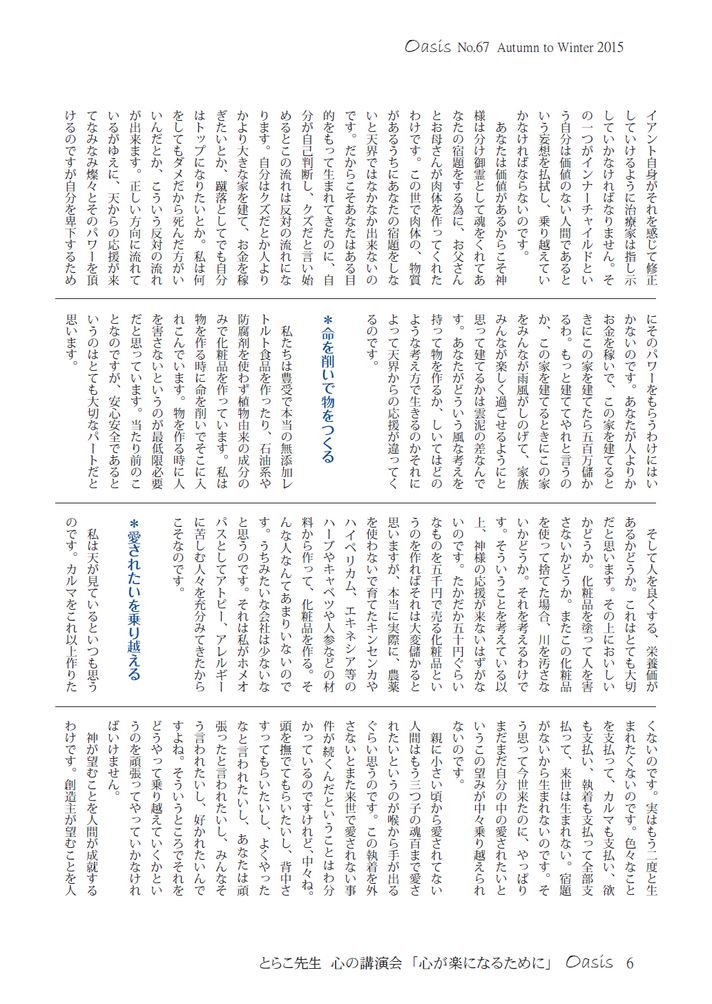 Oasis No.67 Autumn to Winter 2015
イアント自身がそれを感じて修正
していけるように治療家は指し示
していかなければなりません。そ
の一つがインナーチャイルドとい
う自分は価値のない人間であると
いう妄想を払拭し、乗り越えてい
かなければならないのです。
あなたは価値があるからこそ神
様は分け御霊として魂をくれてあ
なたの宿題をする為に、お父さん
とお母さんが肉体を作ってくれた
わけです。この世で肉体の、物質
があるうちにあなたの宿題をしな
いと天界ではなかなか出来ないの
です。だからこそあなたはある目
的をもって生まれてきたのに、自
分が自己判断し、クズだと言い始
めるとこの流れは反対の流れにな
ります。自分はクズだとか人より
かより大きな家を建て、お金を稼
ぎたいとか、蹴落としてでも自分
はトップになりたいとか。私は何
をしてもダメだから死んだ方がい
いんだとか、こういう反対の流れ
が出来ます。正しい方向に流れて
いるがゆえに、天からの応援が来
てなみなみ燦々とそのパワーを頂
けるのですが自分を卑下するため
にそのパワーをもらうわけにはい
かないのです。あなたが人よりか
お金を稼いで、この家を建てると
きにこの家を建てたら五百万儲か
るわ。もっと建ててやれと言うの
か、この家を建てるときにこの家
をみんなが雨風がしのげて、家族
みんなが楽しく過ごせるようにと
思って建てるかは雲泥の差なんで
す。あなたがどういう風な考えを
持って物を作るか、しいてはどの
ような考え方で生きるのかそれに
よって天界からの応援が違ってく
るのです。
＊命を削いで物をつくる
私たちは豊受で本当の無添加レ
トルト食品を作ったり、石油系や
防腐剤を使わず植物由来の成分の
みで化粧品を作っています。私は
物を作る時に命を削いでそこに入
れこんでいます。物を作る時に人
を害さないというのが最低限必要
だと思っています。当たり前のこ
となのですが、安心安全であると
いうのはとても大切なパートだと
思います。
そして人を良くする、栄養価が
あるかどうか。これはとても大切
だと思います。その上においしい
かどうか。化粧品を塗って人を害
さないかどうか。またこの化粧品
を使って捨てた場合、川を汚さな
いかどうか。それを考えるわけで
す。そういうことを考えている以
上、神様の応援が来ないはずがな
いのです。たかだか五十円ぐらい
なものを五千円で売る化粧品とい
うのを作ればそれは大変儲かると
思いますが、本当に実際に、農薬
を使わないで育てたキンセンカや
ハイペリカム、エキネシア等の
ハーブやキャベツや人参などの材
料から作って、化粧品を作る。そ
んな人なんてあまりいないので
す。うちみたいな会社は少ないな
と思うのです。それは私がホメオ
パスとしてアトピー、アレルギー
に苦しむ人々を充分みてきたから
こそなのです。
＊愛されたいを乗り越える
私は天が見ているといつも思う
のです。カルマをこれ以上作りた
くないのです。実はもう二度と生
まれたくないのです。色々なこと
を支払って、カルマも支払い、欲
も支払い、執着も支払って全部支
払って、来世は生まれない。宿題
がないから生まれないのです。そ
う思って今世来たのに、やっぱり
まだまだ自分の中の愛されたいと
いうこの望みが中々乗り越えられ
ないのです。
親に小さい頃から愛されてない
人間はもう三つ子の魂百まで愛さ
れたいというのが喉から手が出る
ぐらい思うのです。この執着を外
さないとまた来世で愛されない事
件が続くんだということはわ分
かっているのですけれど、中々ね。
頭を撫でてもらいたいし、背中さ
すってもらいたいし、よくやった
なと言われたいし、あなたは頑
張ったと言われたいし、みんなそ
う言われたいし、好かれたいんで
すよね。そういうところでそれを
どうやって乗り越えていくかとい
うのを頑張ってやっていかなけれ
ばいけません。
神が望むことを人間が成就する
わけです。創造主が望むことを人
とらこ先生 心の講演会 「心が楽になるために」 Oasis 6